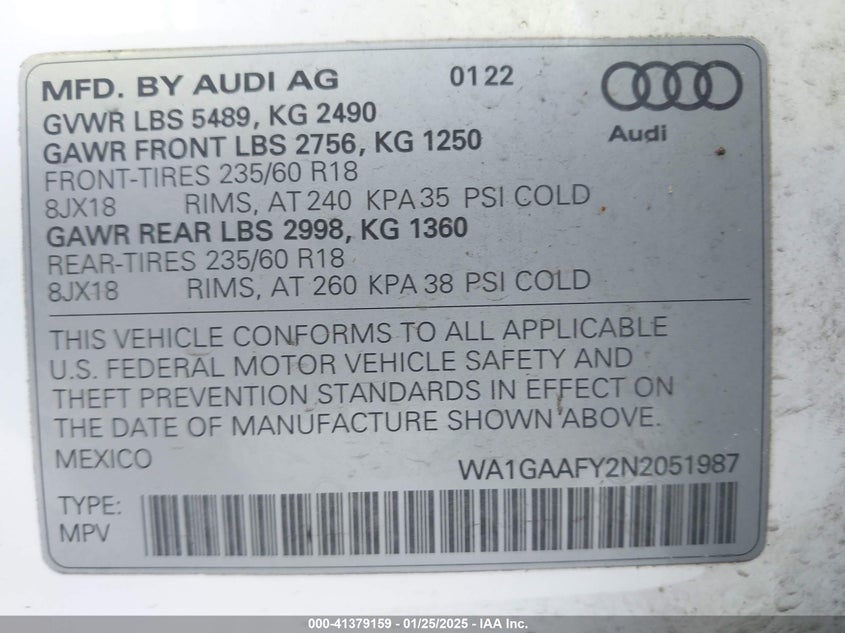 MFD. BY AUDI AG 0122
Audi
GVWR LBS 5489, KG 2490
GAWR FRONT LBS 2756, KG 1250
FRONT-TIRES 235/60 R18
8JX18 RIMS, AT 240 KPA 35 PSI COLD
GAWR REAR LBS 2998, KG 1360
REAR-TIRES 235/60 R18
8JX18 RIMS, AT 260 KPA 38 PSI COLD
THIS VEHICLE CONFORMS TO ALL APPLICABLE
U.S. FEDERAL MOTOR VEHICLE SAFETY AND
THEFT PREVENTION STANDARDS IN EFFECT ON
THE DATE OF MANUFACTURE SHOWN ABOVE.
MEXICO WA1GAAFY2N2051987
TYPE:
MPV
000-41379159 - 01/25/2025 - IAA Inc.